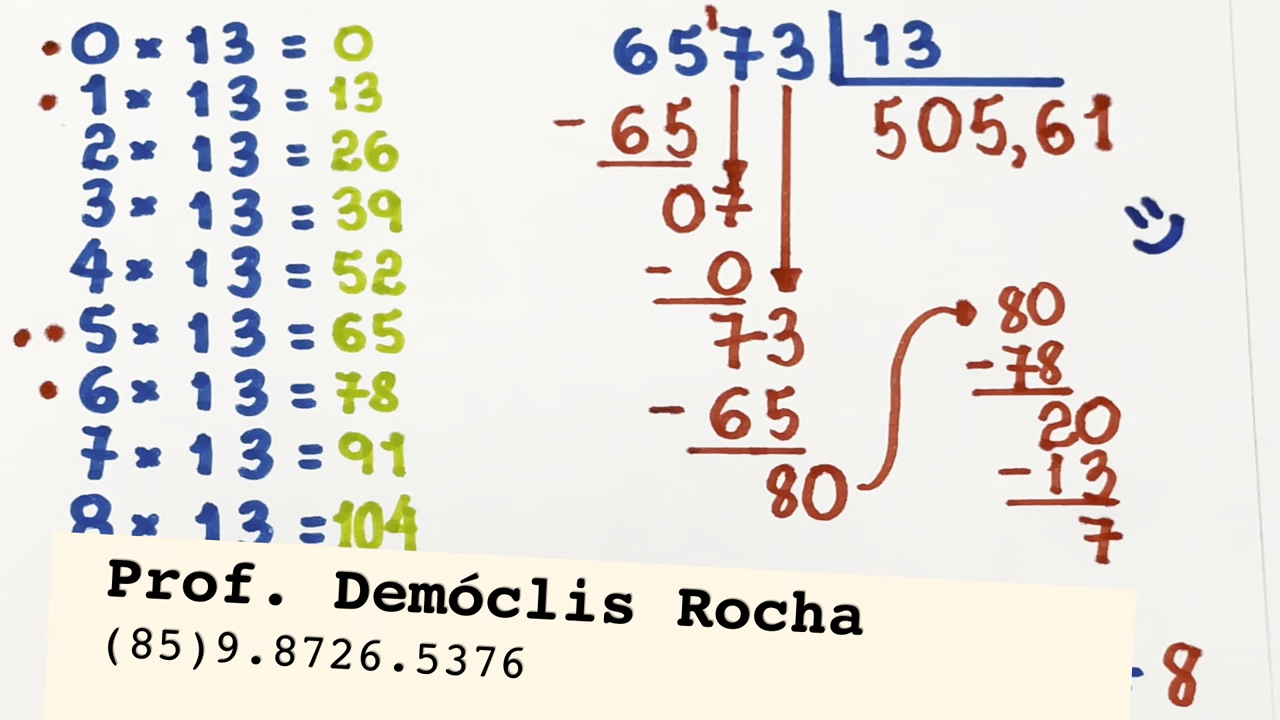 0 × 13 = 0
1 × 13 = 13
2 × 13 = 26
3 × 13 = 39
4 × 13 = 52
5 × 13 = 65
6 × 13 = 78
7 × 13 = 91
8 × 13 = 104
6573 13
- 65 505,61
07
- 0
73
- 65
80
80
- 78
20
- 13
7
Prof. Demóclis Rocha
(85)9.8726.5376
- 8